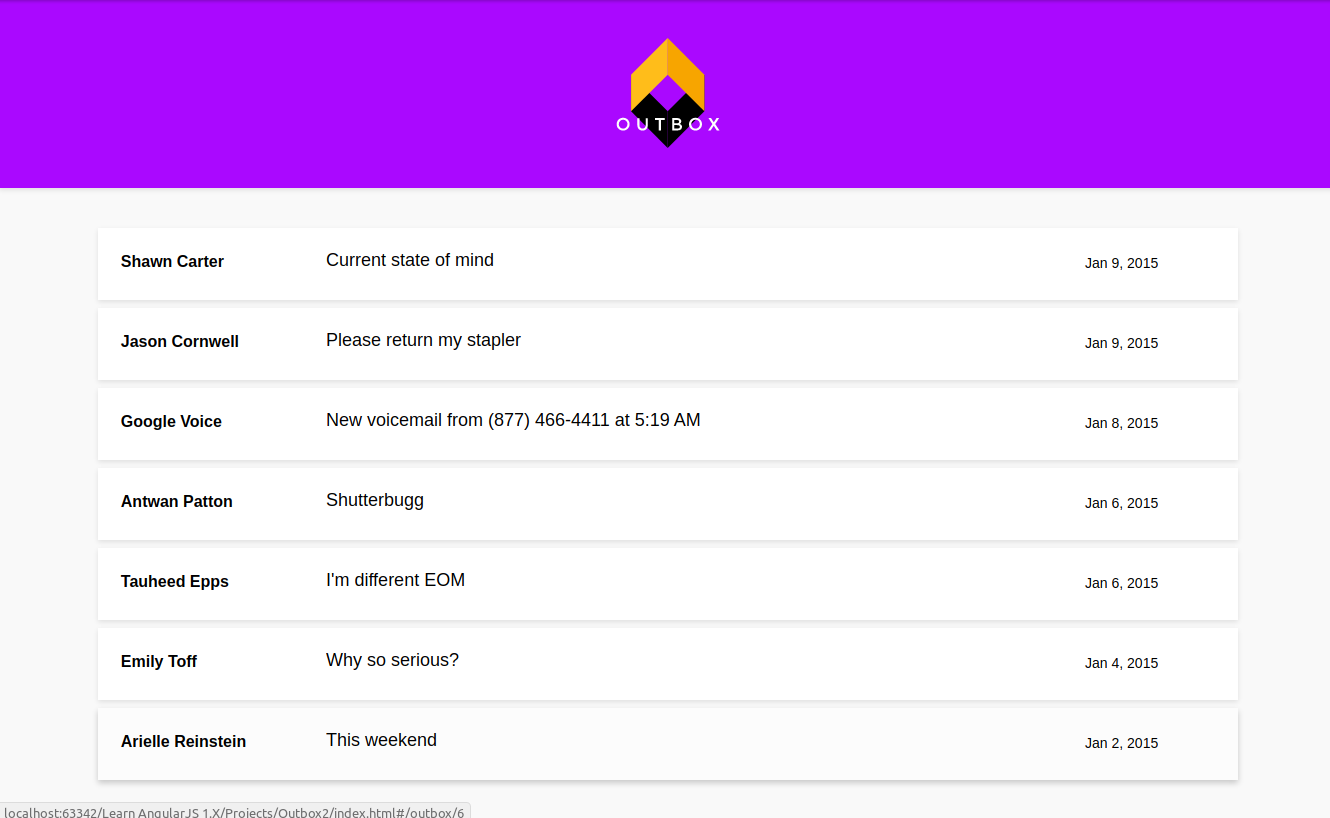 OUTBOX
Shawn Carter Current state of mind Jan 9, 2015
Jason Cornwell Please return my stapler Jan 9, 2015
Google Voice New voicemail from (877) 466-4411 at 5:19 AM Jan 8, 2015
Antwan Patton Shutterbugg Jan 6, 2015
Tauheed Epps I'm different EOM Jan 6, 2015
Emily Toff Why so serious? Jan 4, 2015
Arielle Reinstein This weekend Jan 2, 2015
localhost:63342/Learn AngularJS 1.X/Projects/Outbox2/index.html#/outbox/6